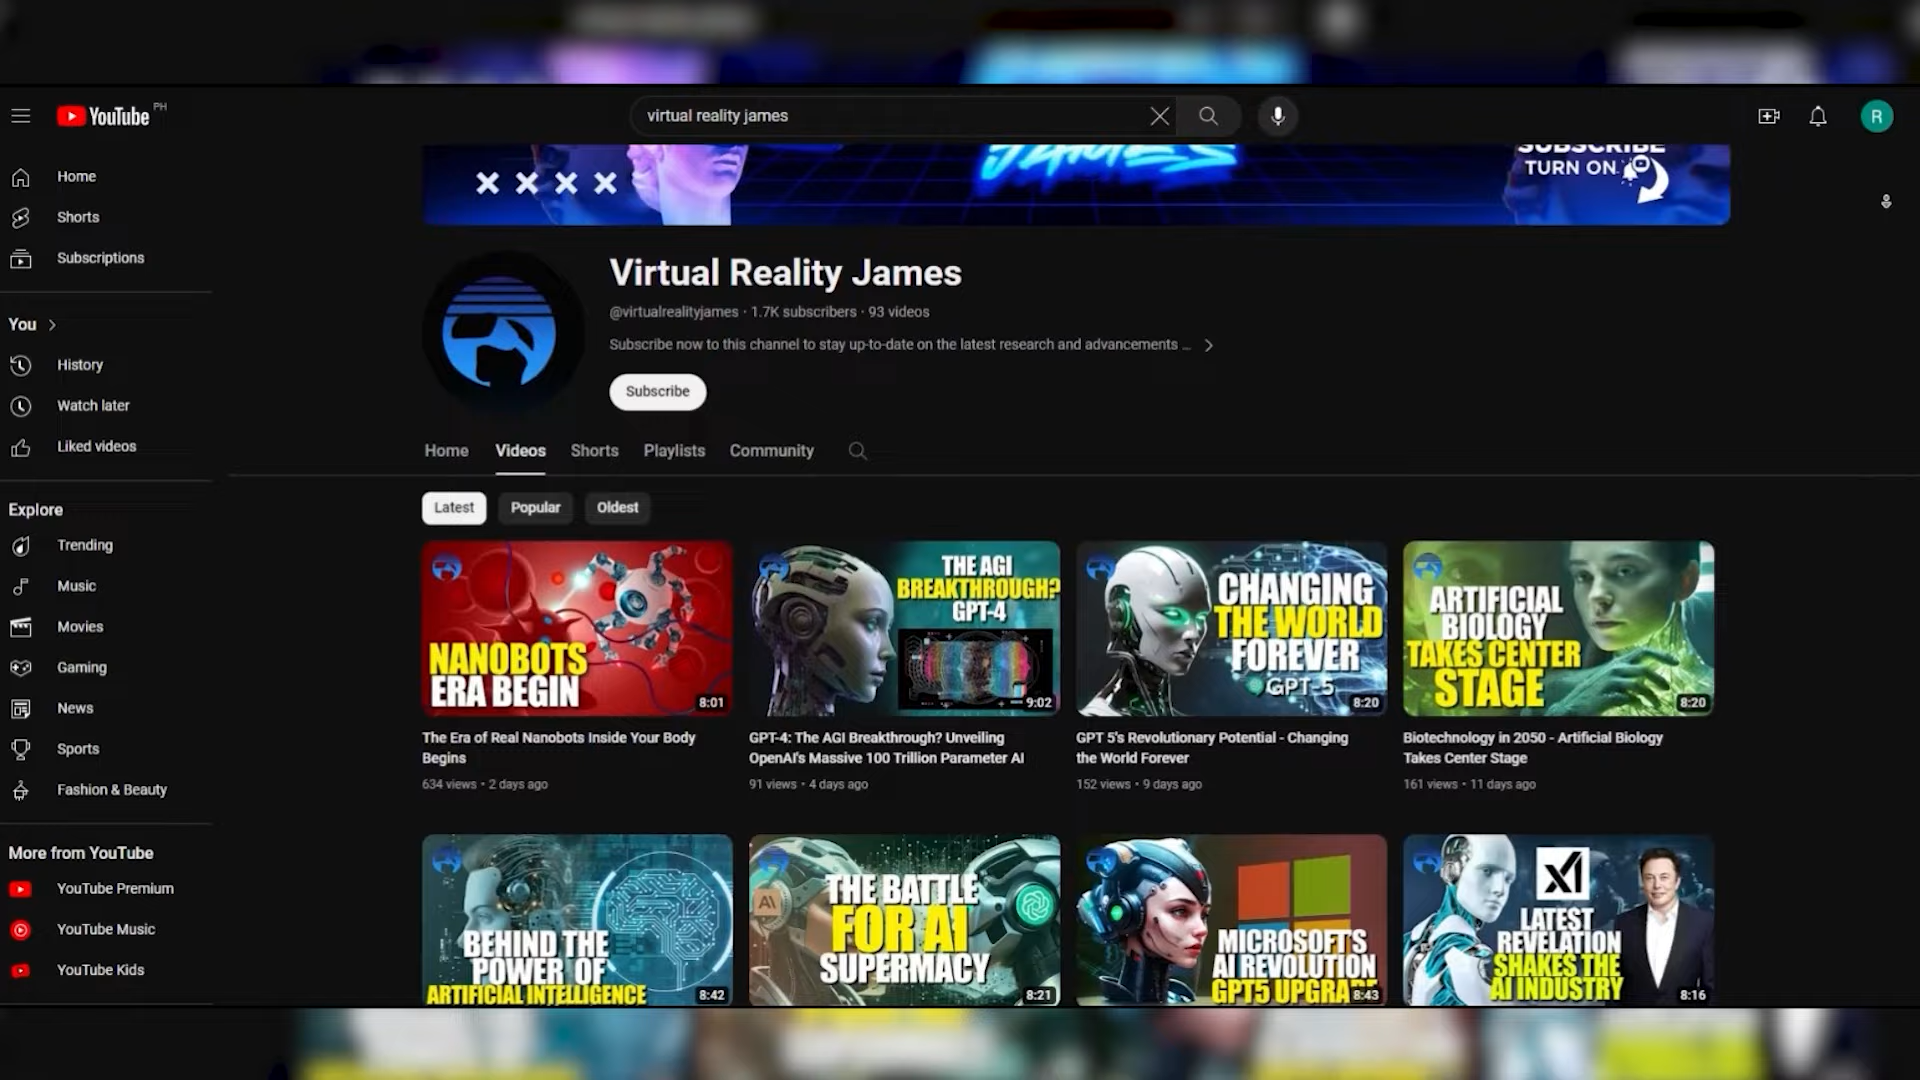 YouTube PH
virtual reality james
R
Home
Shorts
Subscriptions
You
History
Watch later
Liked videos
Explore
Trending
Music
Movies
Gaming
News
Sports
Fashion & Beauty
More from YouTube
YouTube Premium
YouTube Music
YouTube Kids
JAMES
SUBSCRIBE
TURN ON
Virtual Reality James
@virtualrealityjames · 1.7K subscribers · 93 videos
Subscribe now to this channel to stay up-to-date on the latest research and advancements ...
Subscribe
Home Videos Shorts Playlists Community
Latest Popular Oldest
NANOBOTS
ERA BEGIN
8:01
The Era of Real Nanobots Inside Your Body
Begins
634 views • 2 days ago
THE AGI
BREAKTHROUGH?
GPT-4
9:02
GPT-4: The AGI Breakthrough? Unveiling
OpenAI's Massive 100 Trillion Parameter AI
91 views • 4 days ago
CHANGING
THE WORLD
FOREVER
GPT-5
8:20
GPT 5's Revolutionary Potential - Changing
the World Forever
152 views • 9 days ago
ARTIFICIAL
BIOLOGY
TAKES CENTER
STAGE
8:20
Biotechnology in 2050 - Artificial Biology
Takes Center Stage
161 views • 11 days ago
BEHIND THE
POWER OF
ARTIFICIAL INTELLIGENCE
8:42
AI
THE BATTLE
FOR AI
SUPERMACY
8:21
MICROSOFT'S
AI REVOLUTION
GPT5 UPGRA
8:43
xI
LATEST
REVELATION
SHAKES THE
AI INDUSTRY
8:16